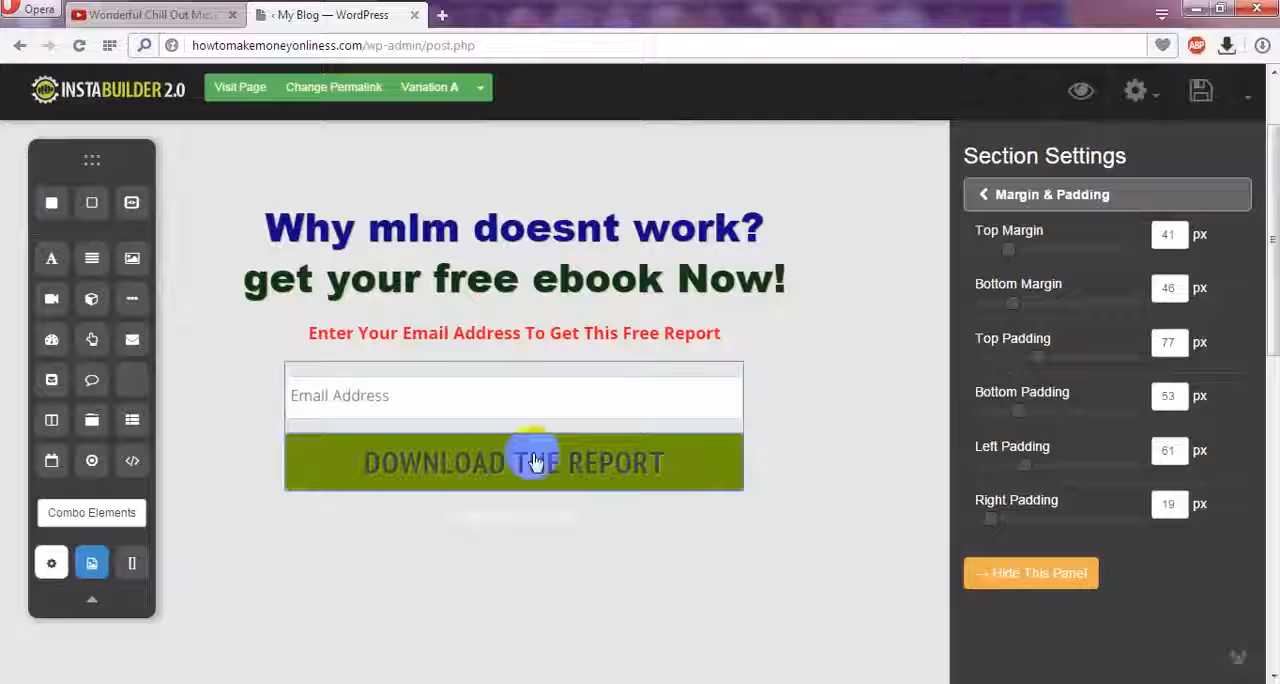 Opera
Wonderful Chill Out Mus
‹ My Blog — WordPress
howtomakemoneyonliness.com/wp-admin/post.php
ABP
INSTABUILDER 2.0
Visit Page Change Permalink Variation A
Section Settings
Margin & Padding
Top Margin 41 px
Bottom Margin 46 px
Top Padding 77 px
Bottom Padding 53 px
Left Padding 61 px
Right Padding 19 px
→ Hide This Panel
Why mlm doesnt work?
get your free ebook Now!
Enter Your Email Address To Get This Free Report
Email Address
DOWNLOAD THE REPORT
Combo Elements